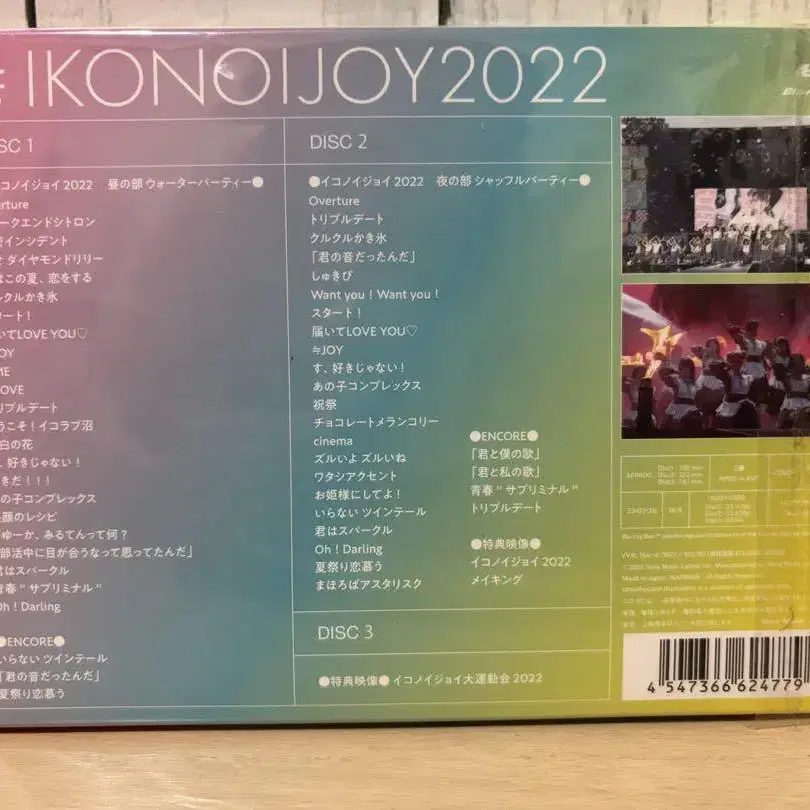 IKONOIJOY2022
SC 1
コノイジョイ 2022 昼の部 ウォーターパーティー●
verture
ークエンドシトロン
インシデント
ダイヤモンドリリー
はこの夏、恋をする
ルクルかき氷
タート！
いてLOVE YOU♡
OY
ME
OVE
リプルデート
うこそ！イコラブ沼
白の花
、好きじゃない！
きだ！！！
の子コンプレックス
顔のレシピ
ゅーか、みるてんって何？
部活中に目が合うなって思ってたんだ」
君はスパークル
青春"サブリミナル"
Oh！Darling
●ENCORE●
いらない ツインテール
「君の音だったんだ」
夏祭り恋慕う
DISC 2
●イコノイジョイ 2022 夜の部 シャッフルパーティー●
Overture
トリプルデート
クルクルかき氷
「君の音だったんだ」
しゅきぴ
Want you！Want you！
スタート！
届いてLOVE YOU♡
≒JOY
す、好きじゃない！
あの子コンプレックス
祝祭
チョコレートメランコリー
cinema
ズルいよ ズルいね
ワタシアクセント
お姫様にしてよ！
いらない ツインテール
君はスパークル
Oh！Darling
夏祭り恋慕う
まほろばアスタリスク
●ENCORE●
「君と僕の歌」
「君と私の歌」
青春"サブリミナル"
トリプルデート
●特典映像●
イコノイジョイ 2022
メイキング
DISC 3
●特典映像● イコノイジョイ大運動会 2022
16:9
4 547366 624779